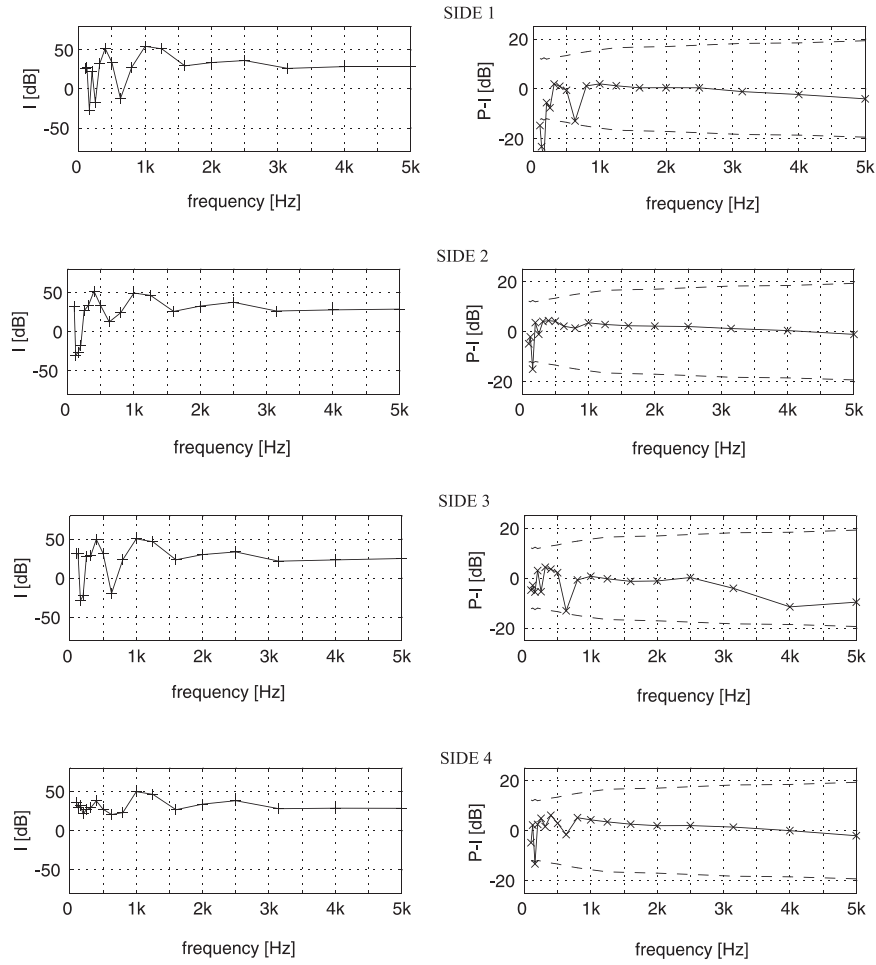 SIDE 1
I [dB]
50
0
-50
0 1k 2k 3k 4k 5k
frequency [Hz]
P-I [dB]
20
0
-20
0 1k 2k 3k 4k 5k
frequency [Hz]
SIDE 2
I [dB]
50
0
-50
0 1k 2k 3k 4k 5k
frequency [Hz]
P-I [dB]
20
0
-20
0 1k 2k 3k 4k 5k
frequency [Hz]
SIDE 3
I [dB]
50
0
-50
0 1k 2k 3k 4k 5k
frequency [Hz]
P-I [dB]
20
0
-20
0 1k 2k 3k 4k 5k
frequency [Hz]
SIDE 4
I [dB]
50
0
-50
0 1k 2k 3k 4k 5k
frequency [Hz]
P-I [dB]
20
0
-20
0 1k 2k 3k 4k 5k
frequency [Hz]